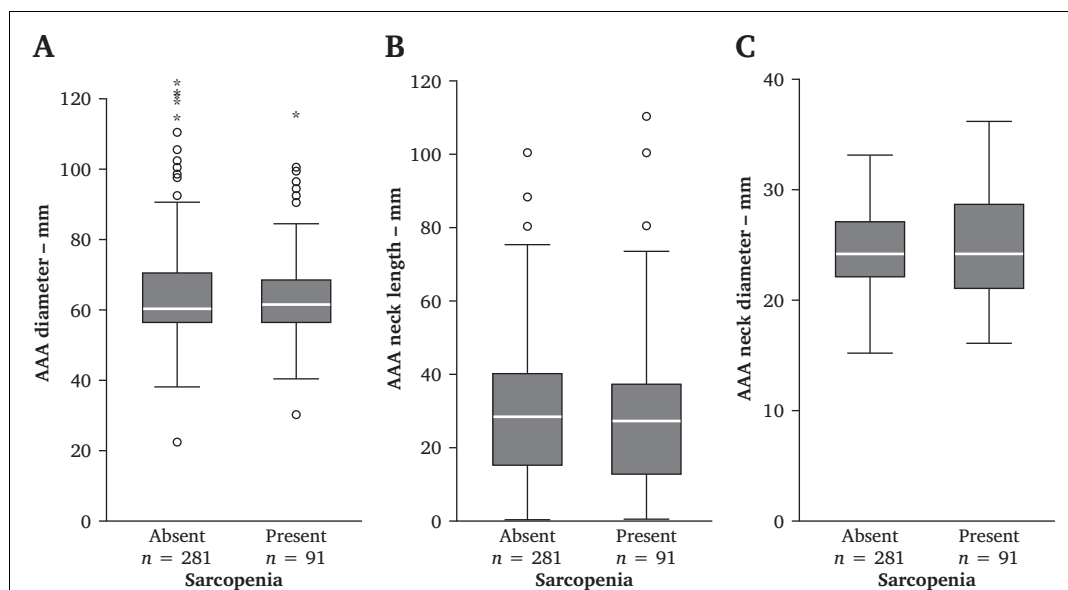 A
AAA diameter – mm
120
100
80
60
40
20
0
Absent
n = 281
Present
n = 91
Sarcopenia
B
AAA neck length – mm
120
100
80
60
40
20
0
Absent
n = 281
Present
n = 91
Sarcopenia
C
AAA neck diameter – mm
40
30
20
10
0
Absent
n = 281
Present
n = 91
Sarcopenia